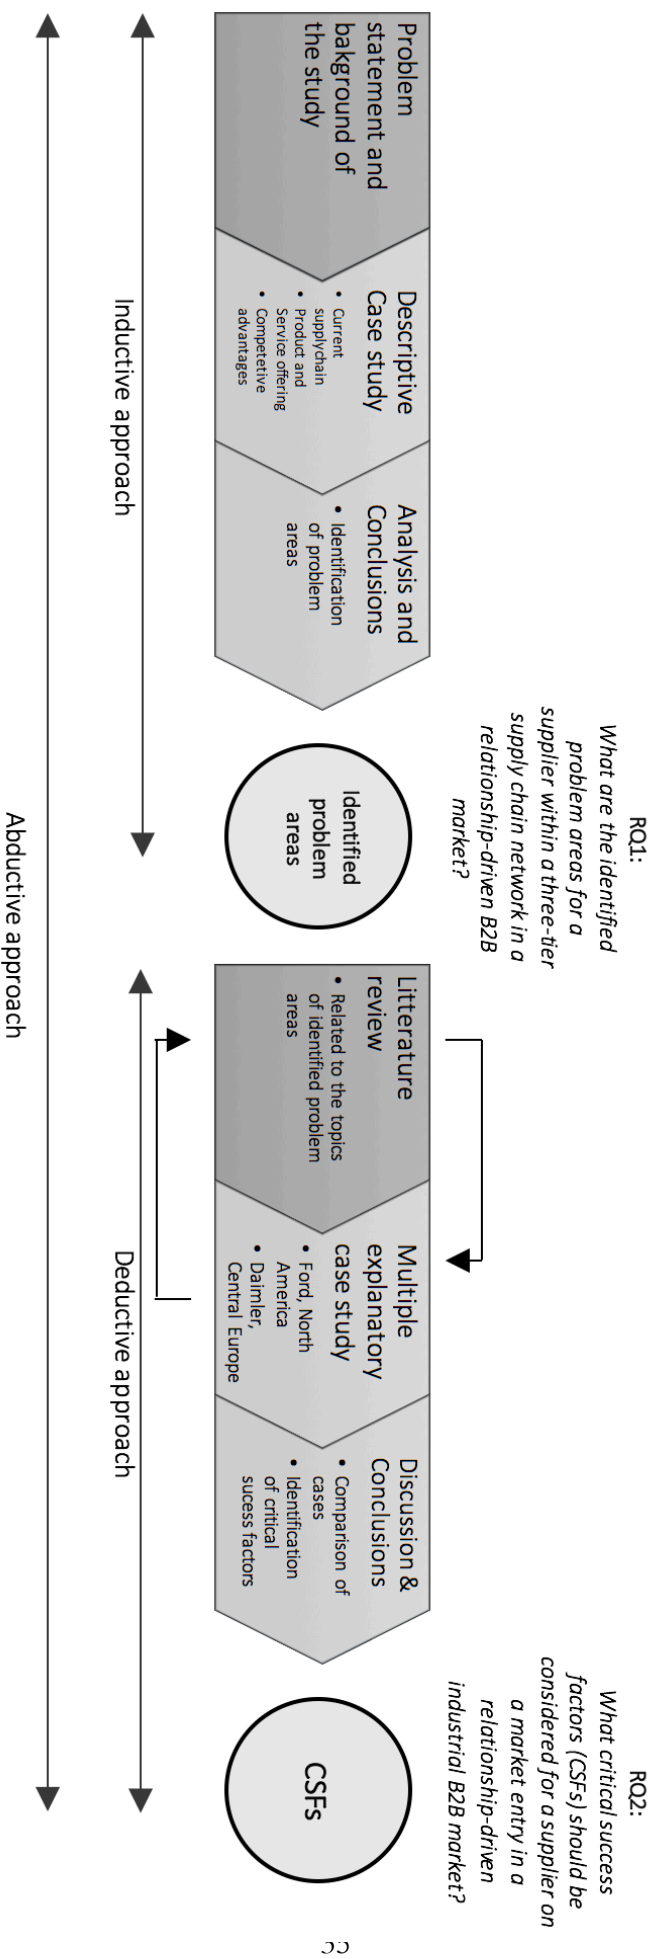 RQ1:
What are the identified
problem areas for a
supplier within a three-tier
supply chain network in a
relationship-driven B2B
market?
RQ2:
What critical success
factors (CSFs) should be
considered for a supplier on
a market entry in a
relationship-driven
industrial B2B market?
Problem
statement and
bakground of
the study
Descriptive
Case study
• Current
supplychain
• Product and
Service offering
• Competetive
advantages
Analysis and
Conclusions
• Identification
of problem
areas
Identified
problem
areas
Litterature
review
• Related to the topics
of identified problem
areas
Multiple
explanatory
case study
• Ford, North
America
• Daimler,
Central Europe
Discussion &
Conclusions
• Comparison of
cases
• Identification
of critical
sucess factors
CSFs
Inductive approach
Deductive approach
Abductive approach